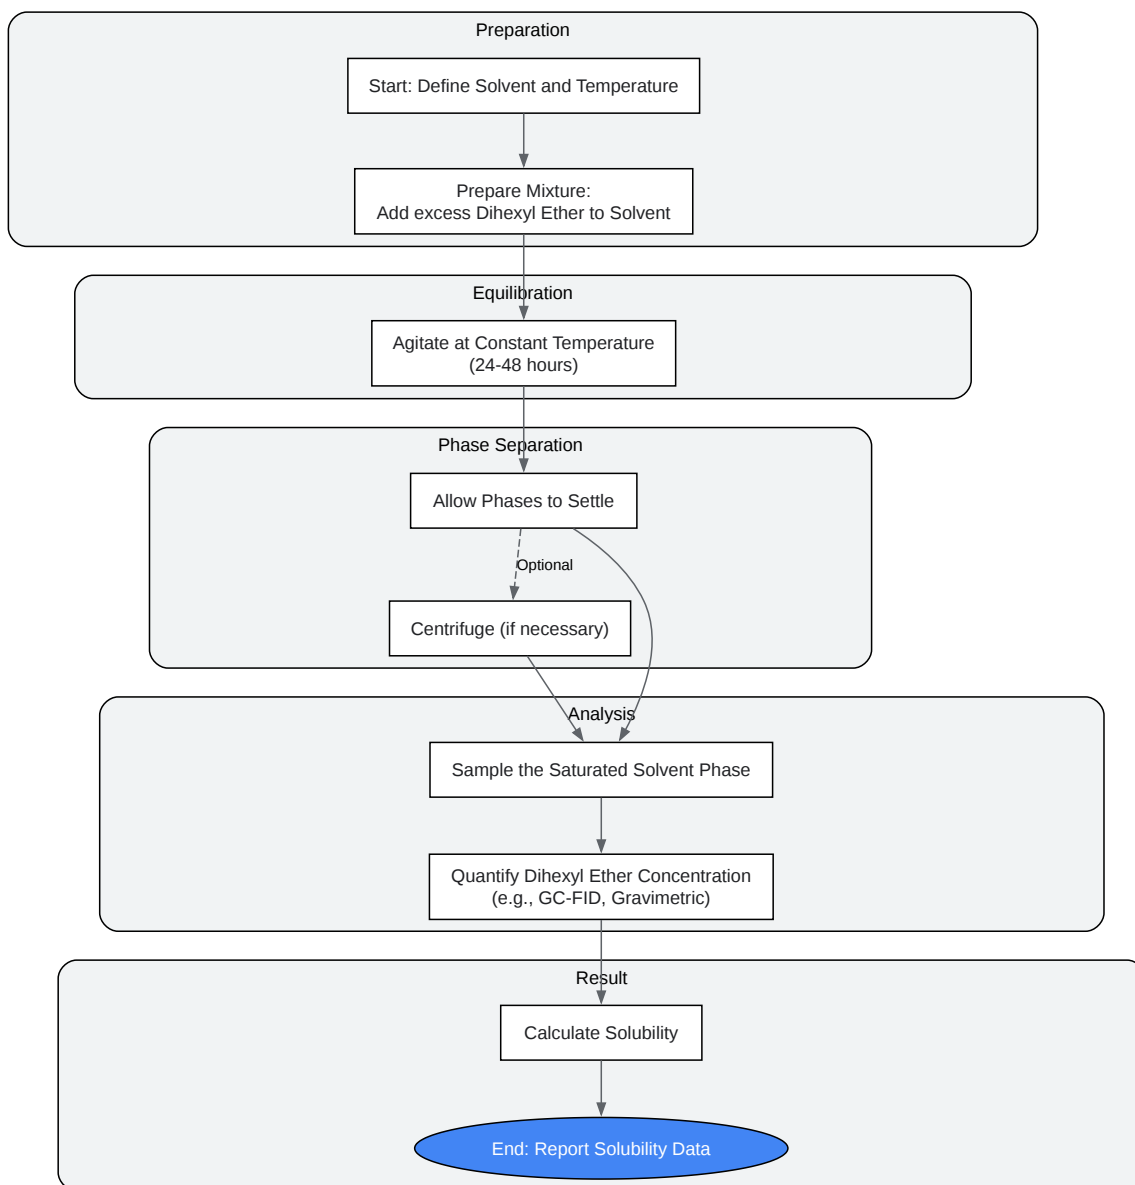 Preparation
Start: Define Solvent and Temperature
Prepare Mixture:
Add excess Dihexyl Ether to Solvent
Equilibration
Agitate at Constant Temperature
(24-48 hours)
Phase Separation
Allow Phases to Settle
Optional
Centrifuge (if necessary)
Analysis
Sample the Saturated Solvent Phase
Quantify Dihexyl Ether Concentration
(e.g., GC-FID, Gravimetric)
Result
Calculate Solubility
End: Report Solubility Data